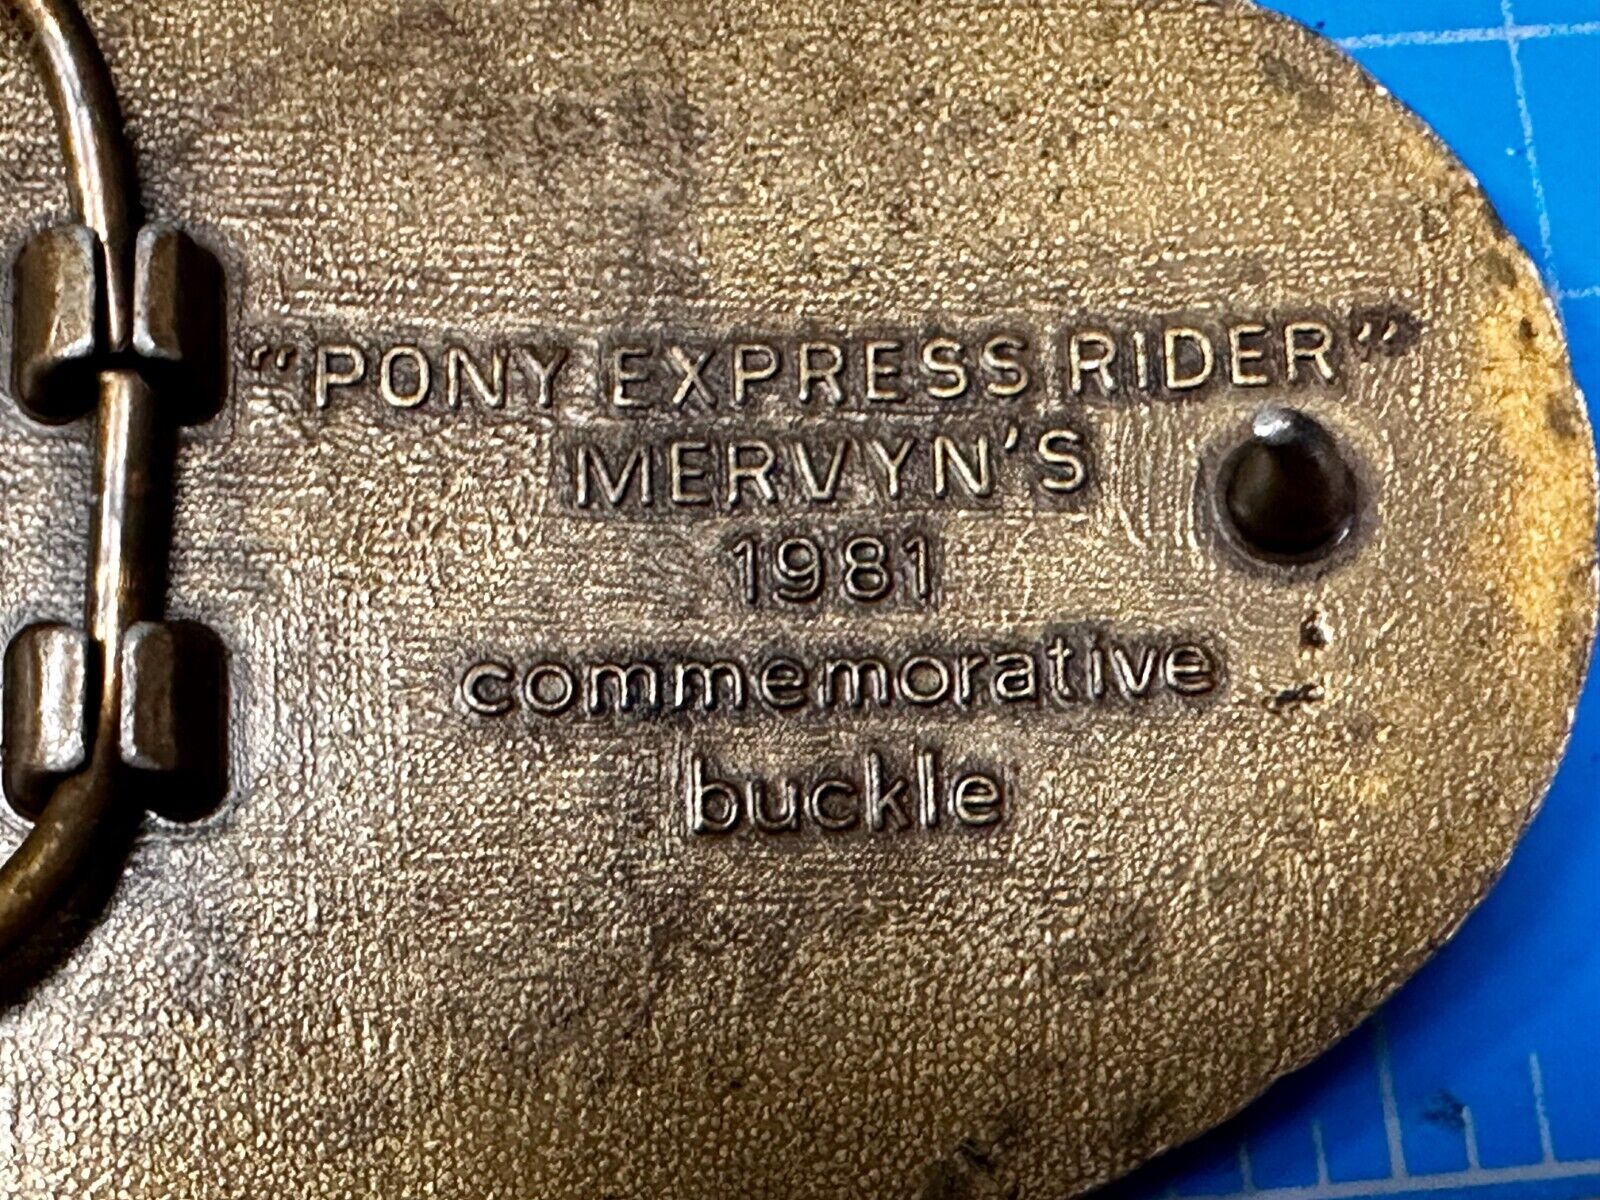 "PONY EXPRESS RIDER"
MERVYN'S
1981
commemorative
buckle